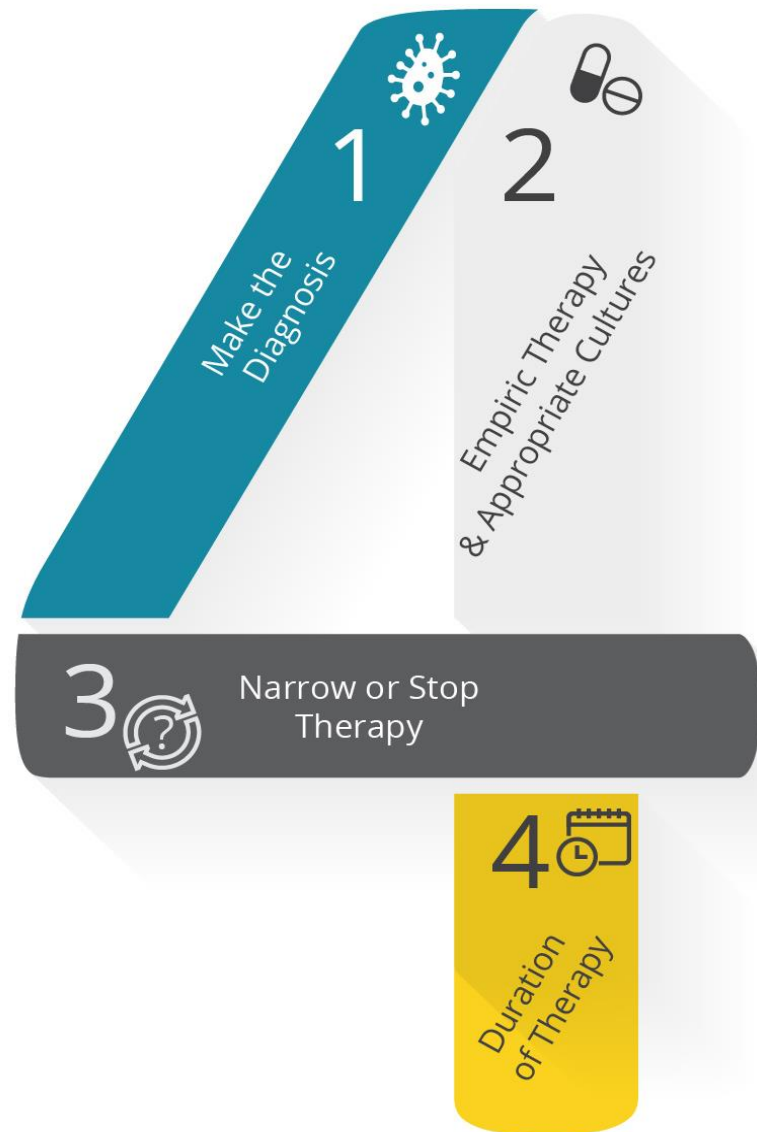 1
Make the
Diagnosis
2
Empiric Therapy
& Appropriate Cultures
3
?
Narrow or Stop
Therapy
4
Duration
of Therapy